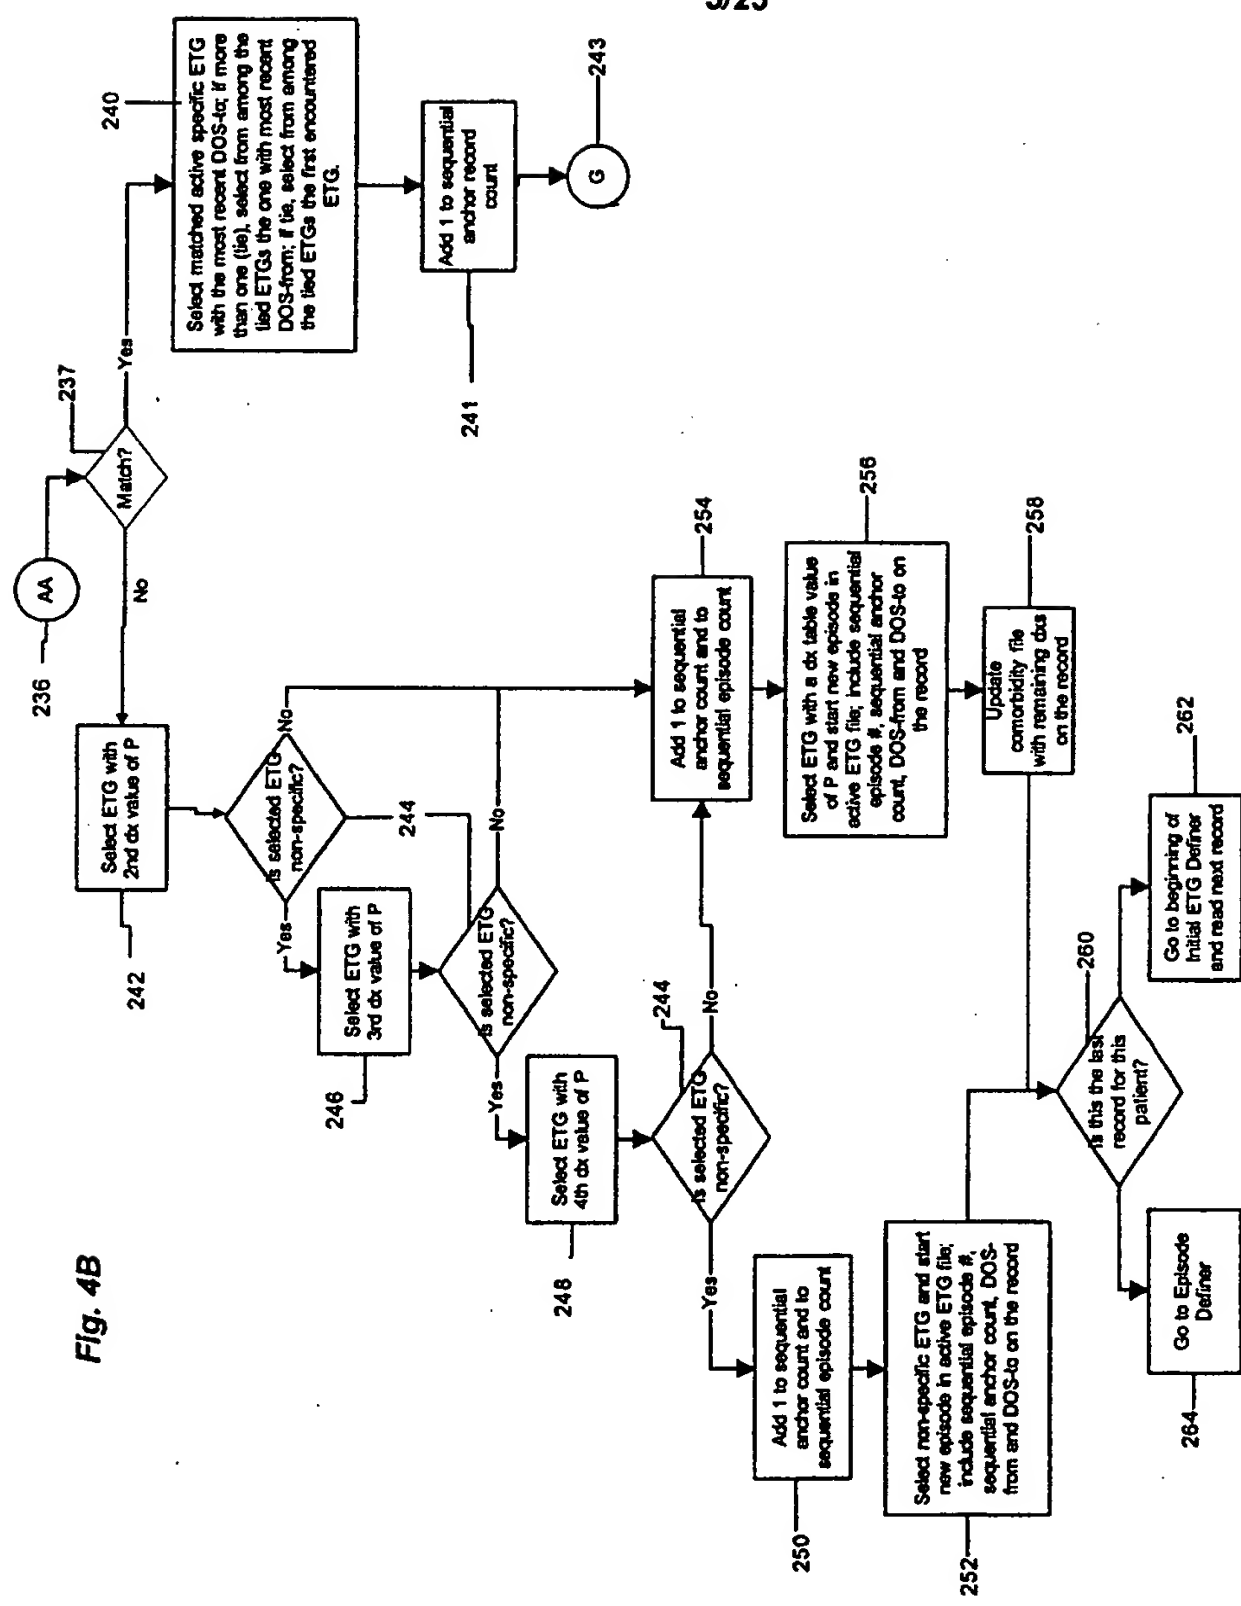 5/25
Fig. 4B
236
AA
237
Match?
Yes
No
240
Select matched active specific ETG
with the most recent DOS-to; if more
than one (tie), select from among the
tied ETGs the one with most recent
DOS-from; if tie, select from among
the tied ETGs the first encountered
ETG.
241
Add 1 to sequential
anchor record
count
G
243
242
Select ETG with
2nd dx value of P
Is selected ETG
non-specific?
No
Yes
244
246
Select ETG with
3rd dx value of P
Is selected ETG
non-specific?
No
Yes
248
Select ETG with
4th dx value of P
244
Is selected ETG
non-specific?
No
Yes
254
Add 1 to sequential
anchor count and to
sequential episode count
256
Select ETG with a dx table value
of P and start new episode in
active ETG file; include sequential
episode #, sequential anchor
count, DOS-from and DOS-to on
the record
258
Update
comorbidity file
with remaining dxs
on the record
250
Add 1 to sequential
anchor count and to
sequential episode count
252
Select non-specific ETG and start
new episode in active ETG file;
include sequential episode #,
sequential anchor count, DOS-
from and DOS-to on the record
260
Is this the last
record for this
patient?
262
Go to beginning of
Initial ETG Definer
and read next record
264
Go to Episode
Definer